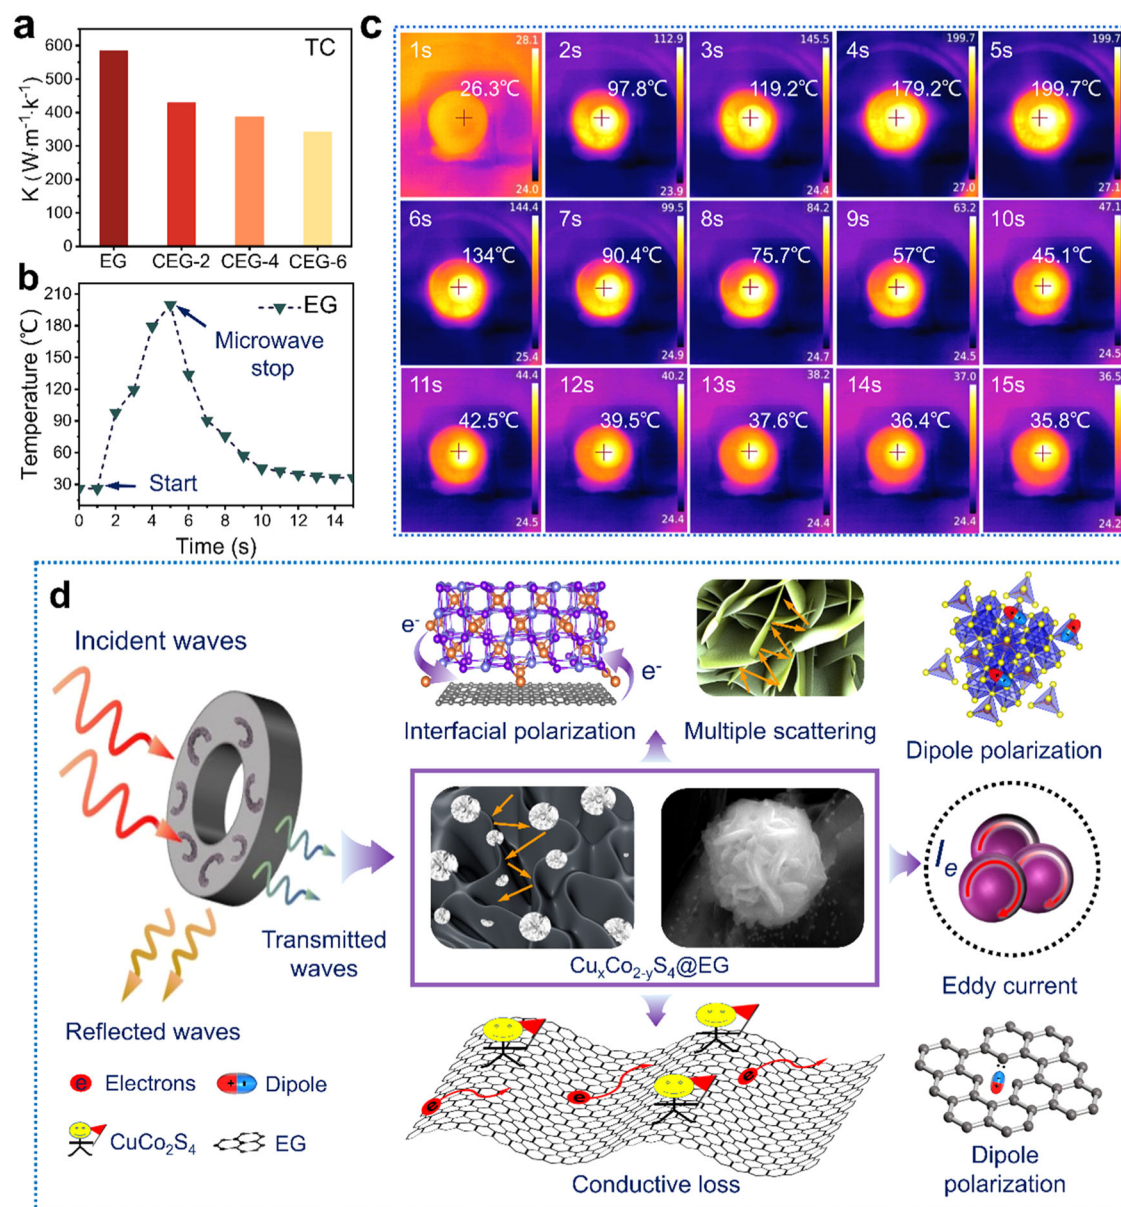 a
TC
K (W·m⁻¹·k⁻¹)
600
500
400
300
200
100
0
EG CEG-2 CEG-4 CEG-6
b
Temperature (℃)
210
180
150
120
90
60
30
EG
Microwave
stop
Start
0 2 4 6 8 10 12 14
Time (s)
c
1s 28.1 2s 112.9 3s 145.5 4s 199.7 5s 199.7
26.3℃ 97.8℃ 119.2℃ 179.2℃ 199.7℃
24.0 23.9 24.4 27.0 27.1
6s 144.4 7s 99.5 8s 84.2 9s 63.2 10s 47.1
134℃ 90.4℃ 75.7℃ 57℃ 45.1℃
25.4 24.9 24.7 24.5 24.5
11s 44.4 12s 40.2 13s 38.2 14s 37.0 15s 36.5
42.5℃ 39.5℃ 37.6℃ 36.4℃ 35.8℃
24.5 24.4 24.4 24.4 24.2
d
Incident waves
Transmitted
waves
Reflected waves
e Electrons
+ - Dipole
CuCo₂S₄
EG
e⁻
e⁻
Interfacial polarization
Multiple scattering
Dipole polarization
CuₓCo₂₋ᵧS₄@EG
Iₑ
Eddy current
e
e
e
Conductive loss
Dipole
polarization